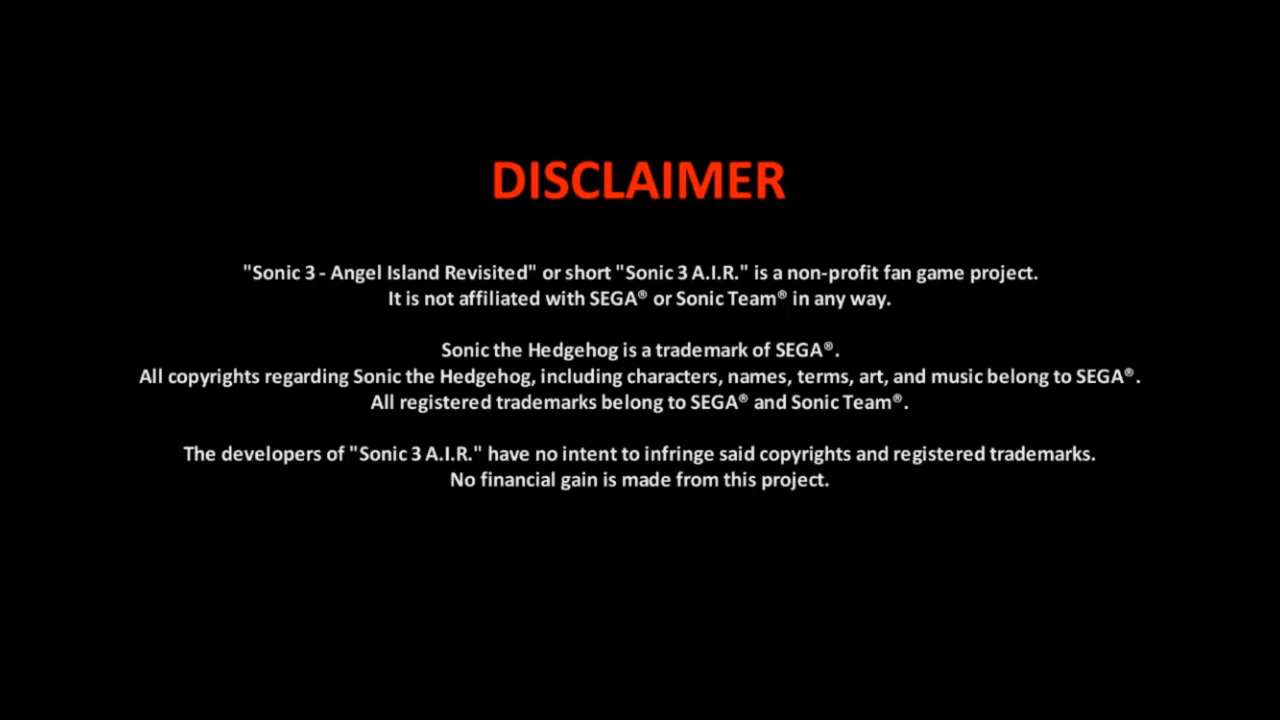 DISCLAIMER
"Sonic 3 - Angel Island Revisited" or short "Sonic 3 A.I.R." is a non-profit fan game project.
It is not affiliated with SEGA® or Sonic Team® in any way.
Sonic the Hedgehog is a trademark of SEGA®.
All copyrights regarding Sonic the Hedgehog, including characters, names, terms, art, and music belong to SEGA®.
All registered trademarks belong to SEGA® and Sonic Team®.
The developers of "Sonic 3 A.I.R." have no intent to infringe said copyrights and registered trademarks.
No financial gain is made from this project.